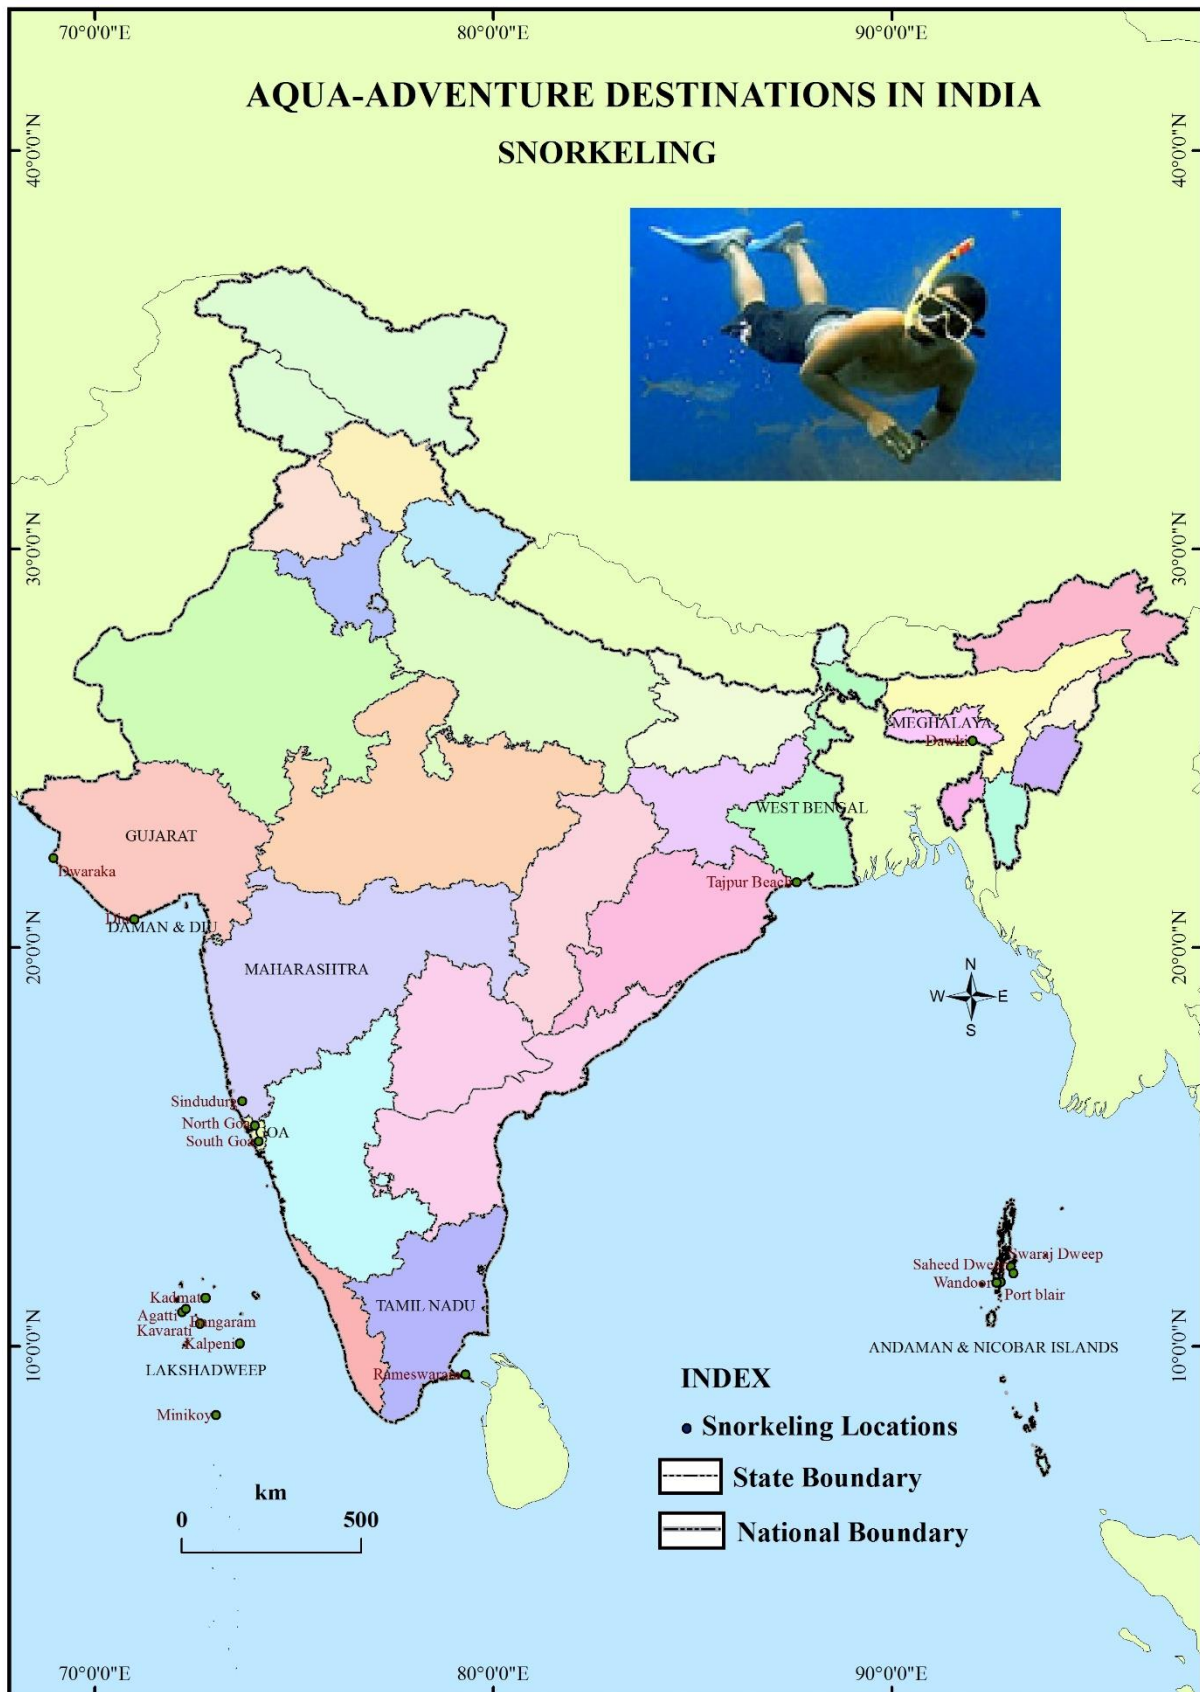 70°0'0"E
80°0'0"E
90°0'0"E
AQUA-ADVENTURE DESTINATIONS IN INDIA
SNORKELING
40°0'0"N
40°0'0"N
30°0'0"N
30°0'0"N
MEGHALAYA
Dawki
WEST BENGAL
GUJARAT
Dwaraka
Tajpur Beach
Diu
DAMAN & DIU
20°0'0"N
20°0'0"N
MAHARASHTRA
N
W
E
S
Sindudurg
North Goa
GOA
South Goa
Swaraj Dweep
Saheed Dweep
Wandoor
Port blair
Kadmat
Agatti
Bangaram
Kavarati
Kalpeni
TAMIL NADU
10°0'0"N
10°0'0"N
ANDAMAN & NICOBAR ISLANDS
LAKSHADWEEP
Rameswaram
Minikoy
INDEX
Snorkeling Locations
State Boundary
National Boundary
km
0
500
70°0'0"E
80°0'0"E
90°0'0"E